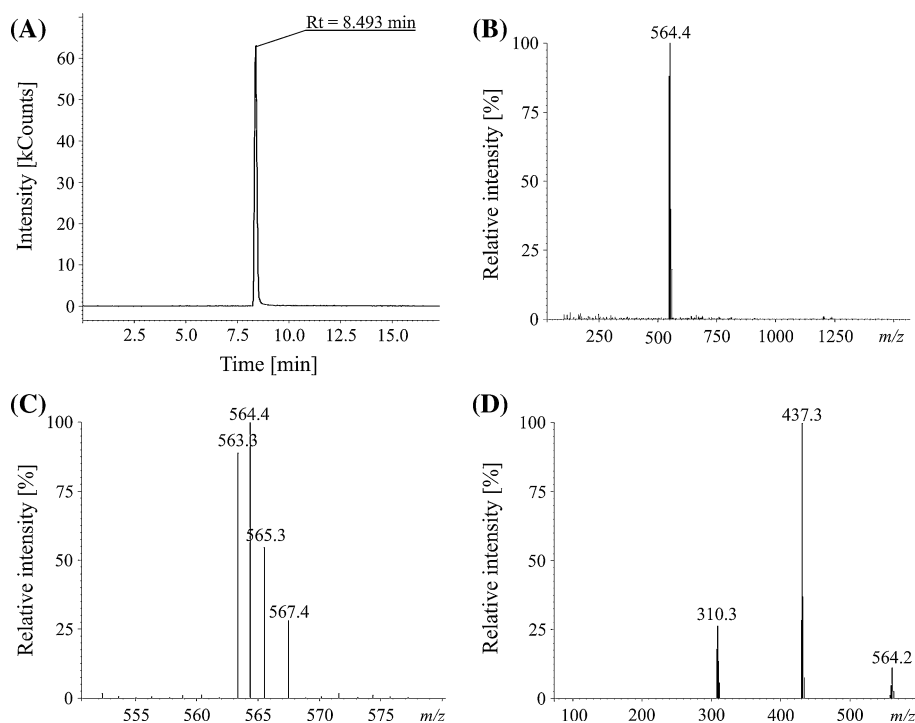 (A)
Rt = 8.493 min
Intensity [kCounts]
60
50
40
30
20
10
0
2.5 5.0 7.5 10.0 12.5 15.0
Time [min]
(B)
564.4
Relative intensity [%]
100
75
50
25
0
250 500 750 1000 1250 m/z
(C)
564.4
563.3
565.3
567.4
Relative intensity [%]
100
75
50
25
0
555 560 565 570 575 m/z
(D)
437.3
310.3
564.2
Relative intensity [%]
100
75
50
25
0
100 200 300 400 500 m/z